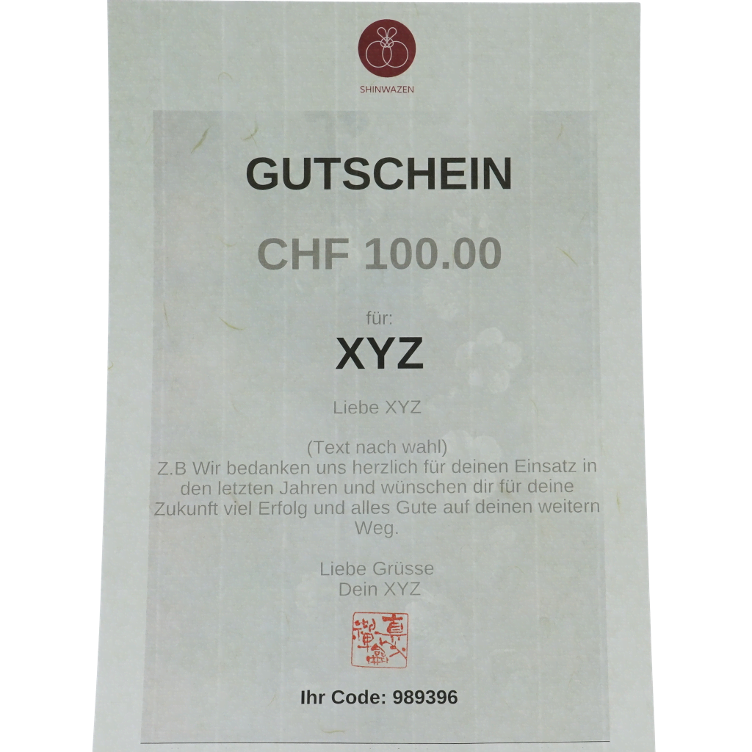 SHINWAZEN
GUTSCHEIN
CHF 100.00
für:
XYZ
Liebe XYZ
(Text nach wahl)
Z.B Wir bedanken uns herzlich für deinen Einsatz in
den letzten Jahren und wünschen dir für deine
Zukunft viel Erfolg und alles Gute auf deinen weitern
Weg.
Liebe Grüsse
Dein XYZ
Ihr Code: 989396